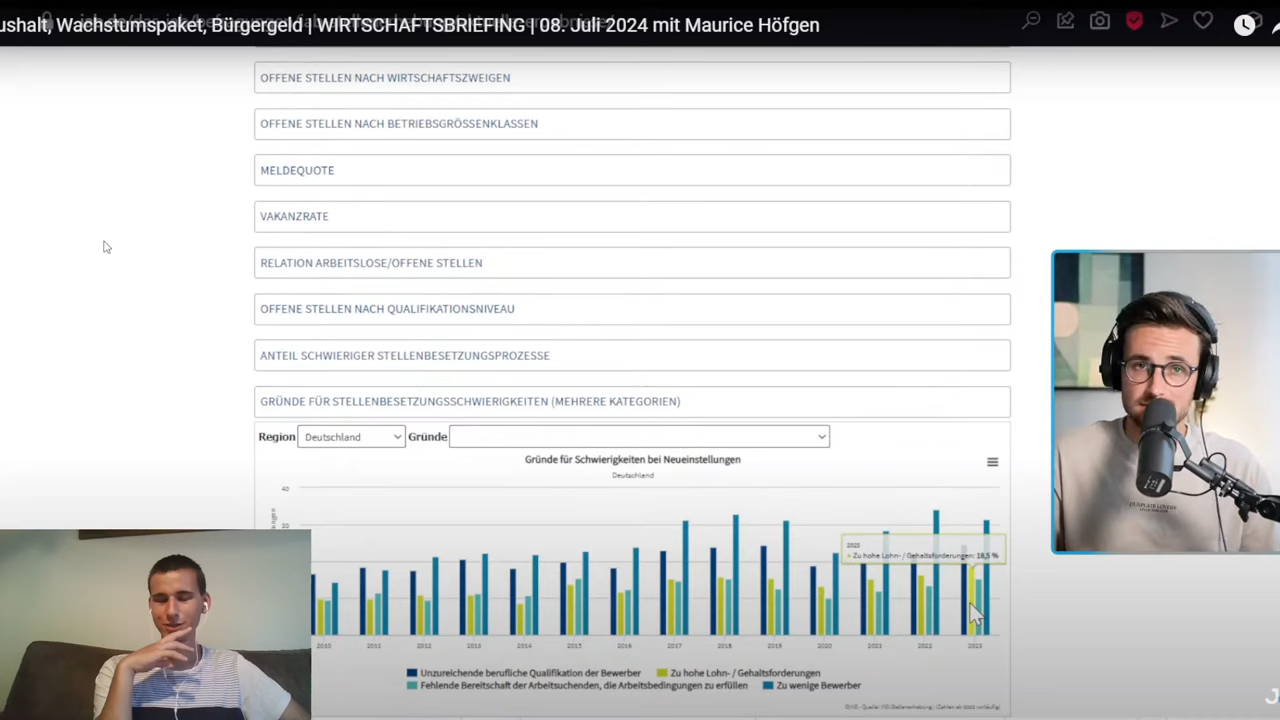 ushalt, Wachstumspaket, Bürgergeld | WIRTSCHAFTSBRIEFING | 08. Juli 2024 mit Maurice Höfgen
OFFENE STELLEN NACH WIRTSCHAFTSZWEIGEN
OFFENE STELLEN NACH BETRIEBSGRÖSSENKLASSEN
MELDEQUOTE
VAKANZRATE
RELATION ARBEITSLOSE/OFFENE STELLEN
OFFENE STELLEN NACH QUALIFIKATIONSNIVEAU
ANTEIL SCHWIERIGER STELLENBESETZUNGSPROZESSE
GRÜNDE FÜR STELLENBESETZUNGSSCHWIERIGKEITEN (MEHRERE KATEGORIEN)
Region Deutschland Gründe
Gründe für Schwierigkeiten bei Neueinstellungen
Deutschland
40
2023
Zu hohe Lohn- / Gehaltsforderungen: 18,5 %
2010 2011 2012 2013 2014 2015 2016 2017 2018 2019 2020 2021 2022 2023
Unzureichende berufliche Qualifikation der Bewerber Zu hohe Lohn- / Gehaltsforderungen
Fehlende Bereitschaft der Arbeitsuchenden, die Arbeitsbedingungen zu erfüllen Zu wenige Bewerber